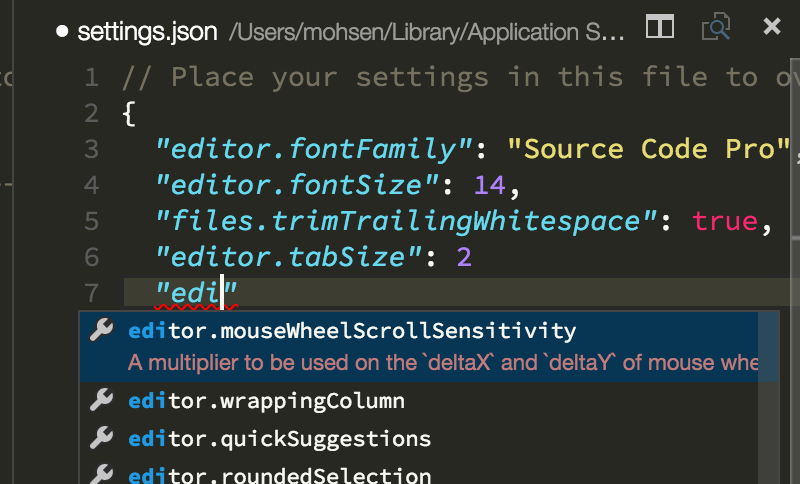 settings.json /Users/mohsen/Library/Application S...
1 // Place your settings in this file to ov
2 {
3 "editor.fontFamily": "Source Code Pro",
4 "editor.fontSize": 14,
5 "files.trimTrailingWhitespace": true,
6 "editor.tabSize": 2
7 "edi"
editor.mouseWheelScrollSensitivity
A multiplier to be used on the `deltaX` and `deltaY` of mouse whe
editor.wrappingColumn
editor.quickSuggestions
editor.roundedSelection